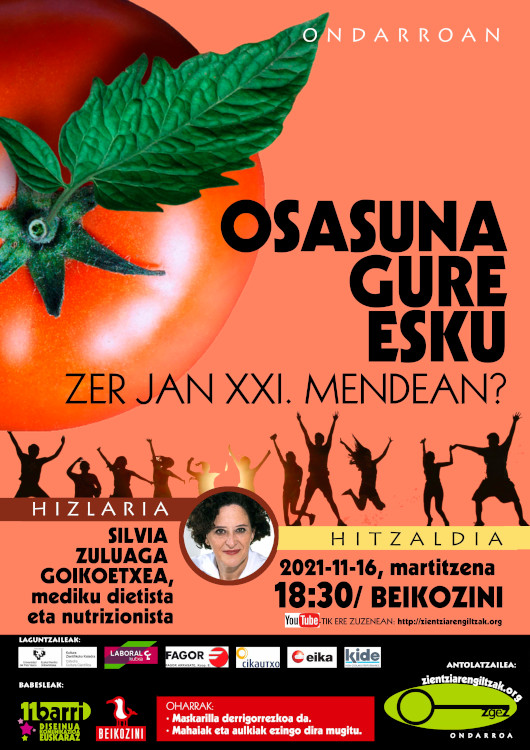 ONDARROAN
OSASUNA
GURE
ESKU
ZER JAN XXI. MENDEAN?
HIZLARIA
SILVIA
ZULUAGA
GOIKOETXEA,
mediku dietista
eta nutrizionista
HITZALDIA
2021-11-16, martitzena
18:30/ BEIKOZINI
YouTube TIK ERE ZUZENEAN: http://zientziarengiltzak.org
LAGUNTZAILEAK:
LABORAL
kutxa
FAGOR
cikautxo
eika
kide
BABESLEAK:
11barri
DISEINUA
KOMUNIKAZIOA
EUSKARAZ
BEIKOZINI
OHARRAK:
· Maskarilla derrigorrezkoa da.
· Mahaiak eta aulkiak ezingo dira mugitu.
ANTOLATZAILEA:
zientziarengiltzak.org
zgez
ONDARROA